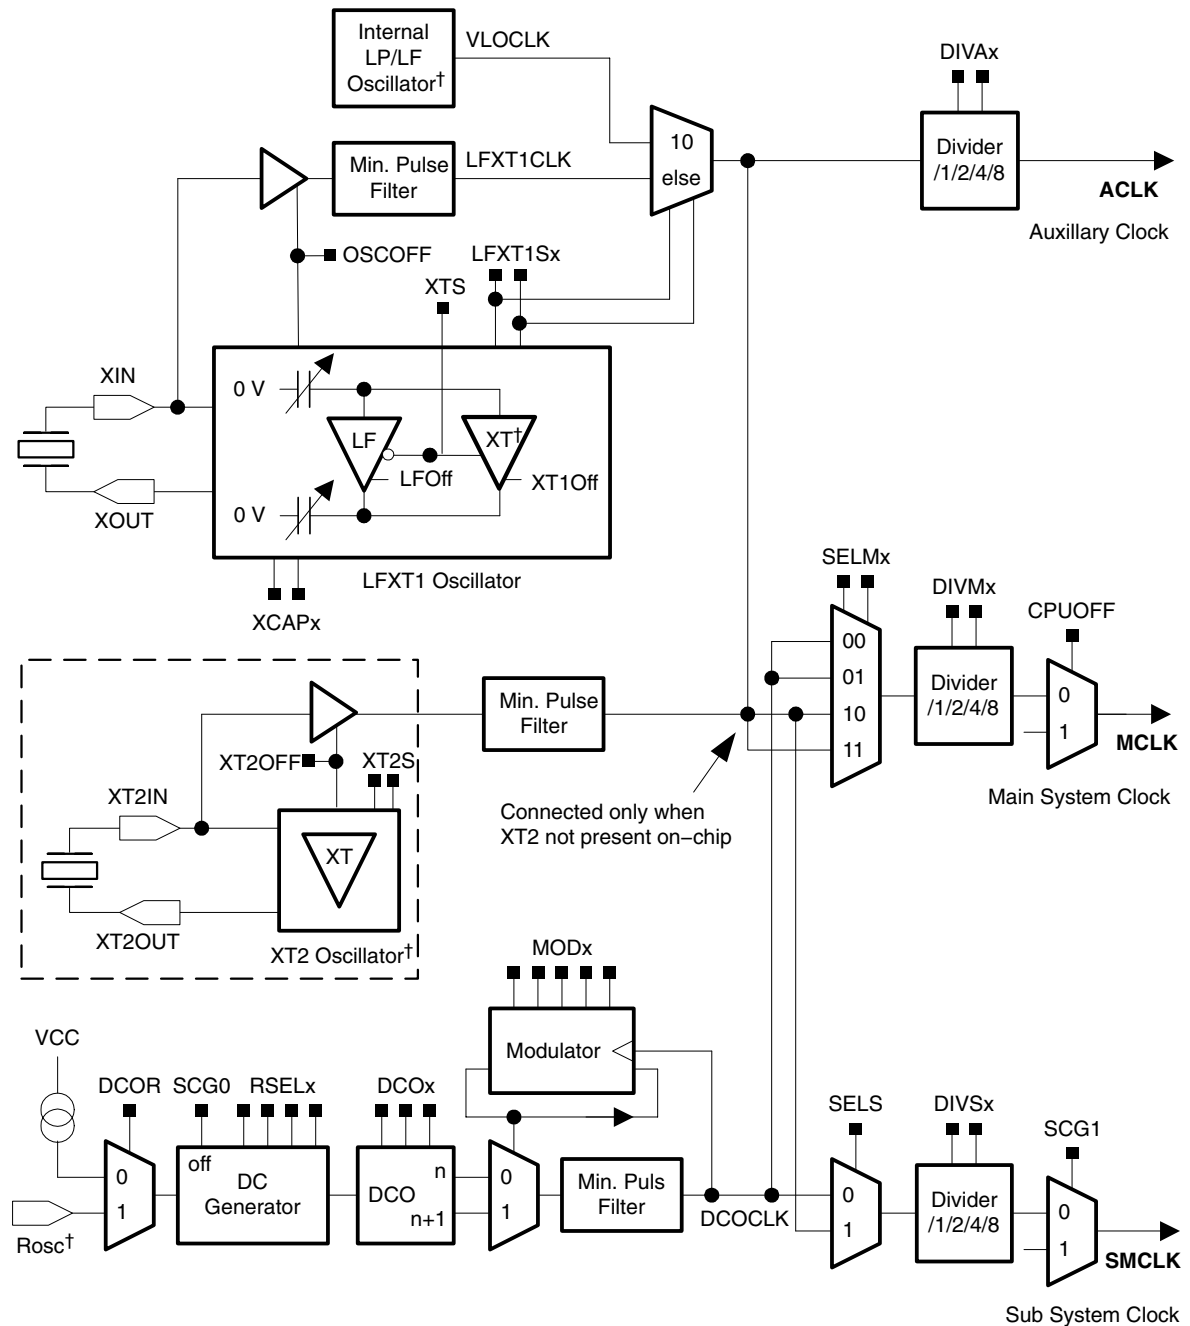 Internal
LP/LF
Oscillator†
VLOCLK
DIVAx
10
else
Min. Pulse
Filter
LFXT1CLK
Divider
/1/2/4/8
ACLK
Auxillary Clock
OSCOFF
LFXT1Sx
XTS
XIN
0 V
LF
XT†
LFOff
XT1Off
0 V
XOUT
LFXT1 Oscillator
XCAPx
SELMx
DIVMx
CPUOFF
00
01
10
11
Divider
/1/2/4/8
0
1
MCLK
Main System Clock
Min. Pulse
Filter
XT2OFF
XT2S
XT2IN
XT
XT2OUT
XT2 Oscillator†
Connected only when
XT2 not present on−chip
MODx
Modulator
VCC
DCOR
SCG0
RSELx
DCOx
0
1
Rosc†
off
DC
Generator
n
DCO
n+1
0
1
Min. Puls
Filter
DCOCLK
SELS
DIVSx
SCG1
0
1
Divider
/1/2/4/8
0
1
SMCLK
Sub System Clock